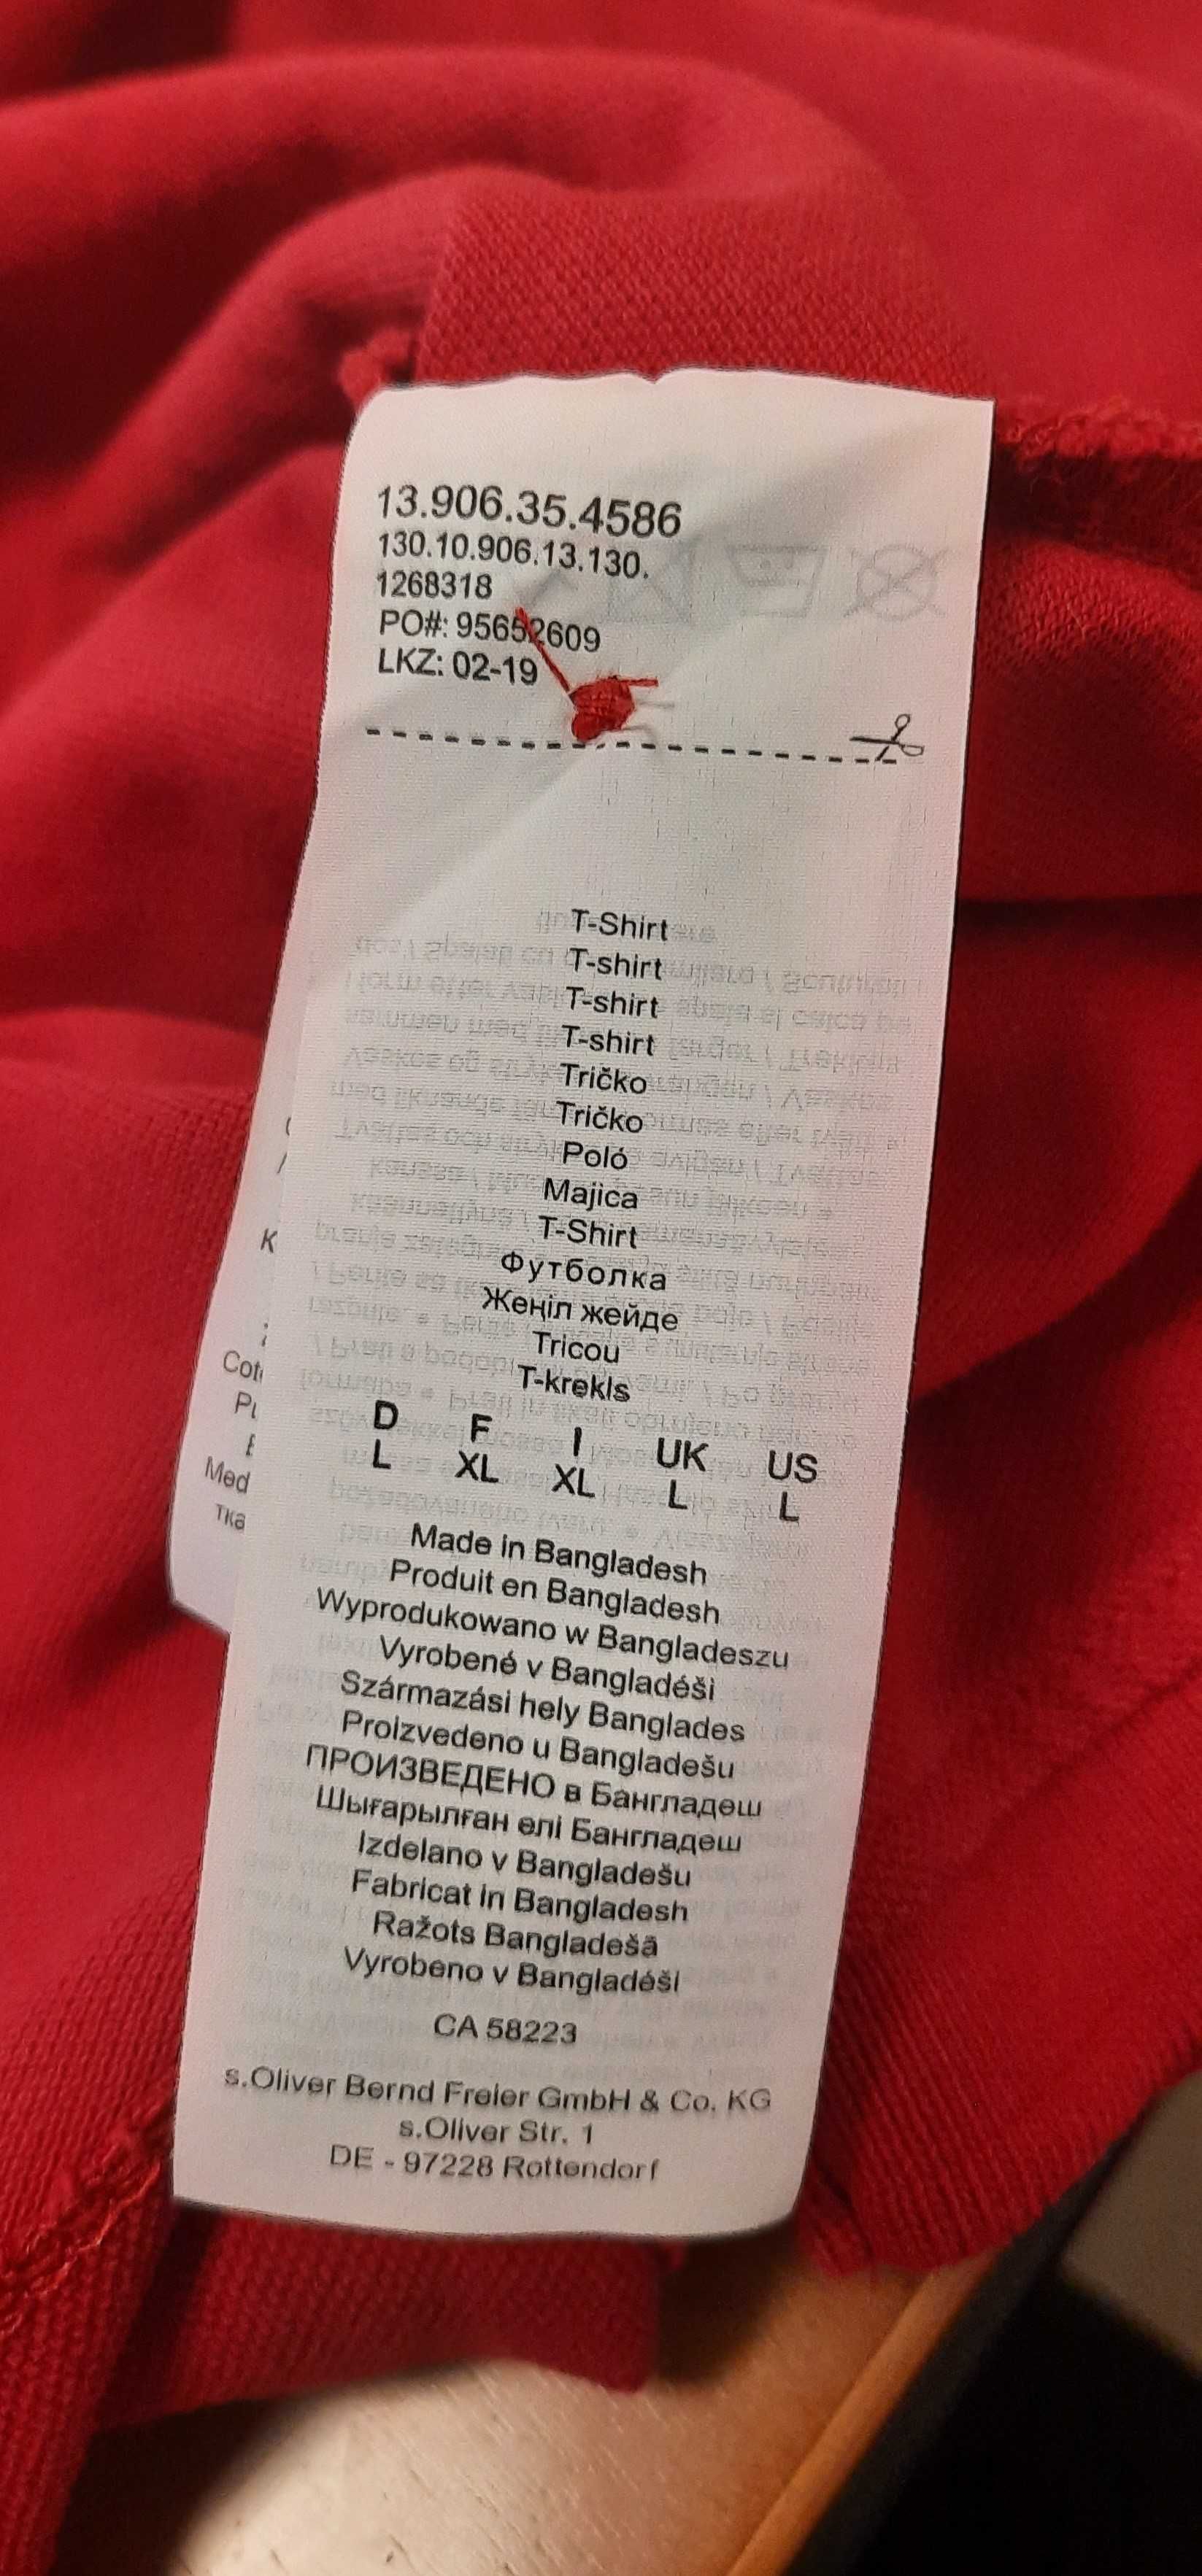 13.906.35.4586
130.10.906.13.130.
1268318
PO#: 95652609
LKZ: 02-19
T-Shirt
T-shirt
T-shirt
T-shirt
Tričko
Tričko
Poló
Majica
T-Shirt
Футболка
Жеңіл жейде
Tricou
T-krekls
D F I UK US
L XL XL L L
Made in Bangladesh
Produit en Bangladesh
Wyprodukowano w Bangladeszu
Vyrobené v Bangladéši
Származási hely Banglades
Proizvedeno u Bangladešu
ПРОИЗВЕДЕНО в Бангладеш
Шығарылған елі Бангладеш
Izdelano v Bangladešu
Fabricat in Bangladesh
Ražots Bangladešā
Vyrobeno v Bangladéši
CA 58223
s.Oliver Bernd Freier GmbH & Co. KG
s.Oliver Str. 1
DE - 97228 Rottendorf
K
Med
тка